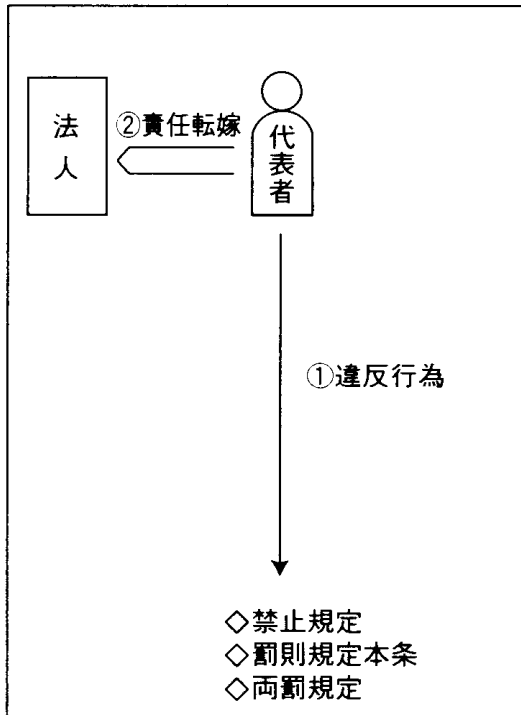 法人
②責任転嫁
代表者
①違反行為
◇禁止規定
◇罰則規定本条
◇両罰規定